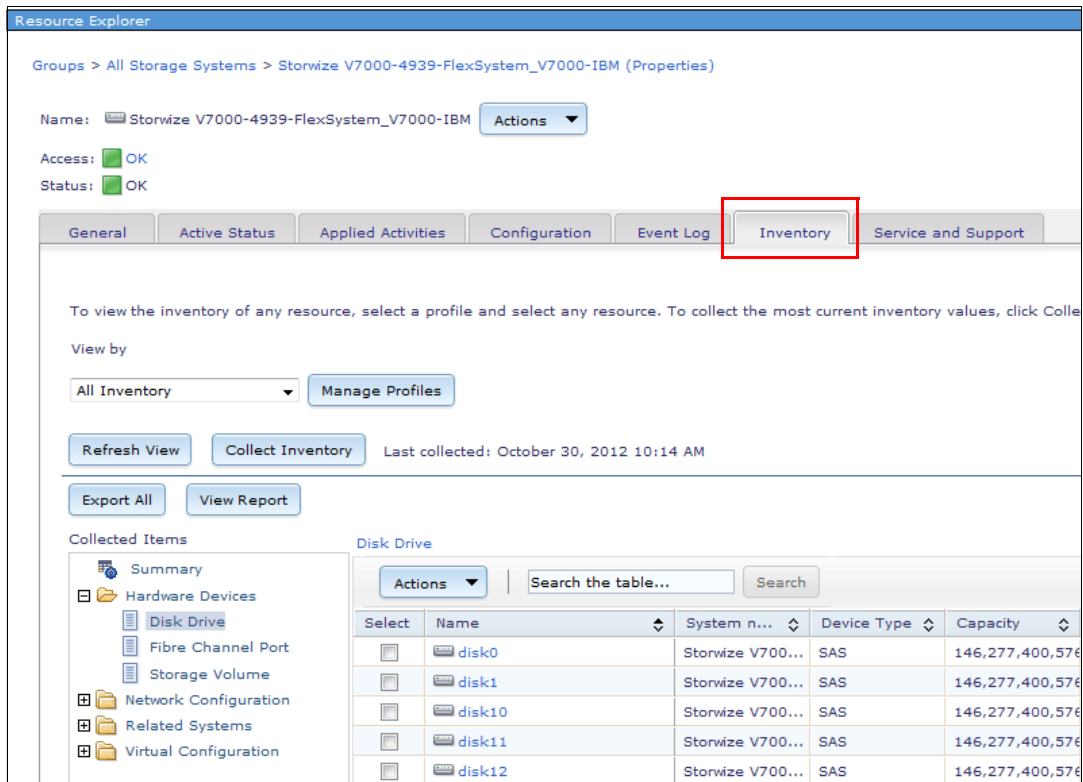 Resource Explorer
Groups > All Storage Systems > Storwize V7000-4939-FlexSystem_V7000-IBM (Properties)
Name: Storwize V7000-4939-FlexSystem_V7000-IBM Actions
Access: OK
Status: OK
General Active Status Applied Activities Configuration Event Log Inventory Service and Support
To view the inventory of any resource, select a profile and select any resource. To collect the most current inventory values, click Colle
View by
All Inventory Manage Profiles
Refresh View Collect Inventory Last collected: October 30, 2012 10:14 AM
Export All View Report
Collected Items
Summary
Hardware Devices
Disk Drive
Fibre Channel Port
Storage Volume
Network Configuration
Related Systems
Virtual Configuration
Disk Drive
Actions Search the table... Search
Select Name System n... Device Type Capacity
disk0 Storwize V700... SAS 146,277,400,576
disk1 Storwize V700... SAS 146,277,400,576
disk10 Storwize V700... SAS 146,277,400,576
disk11 Storwize V700... SAS 146,277,400,576
disk12 Storwize V700... SAS 146,277,400,576